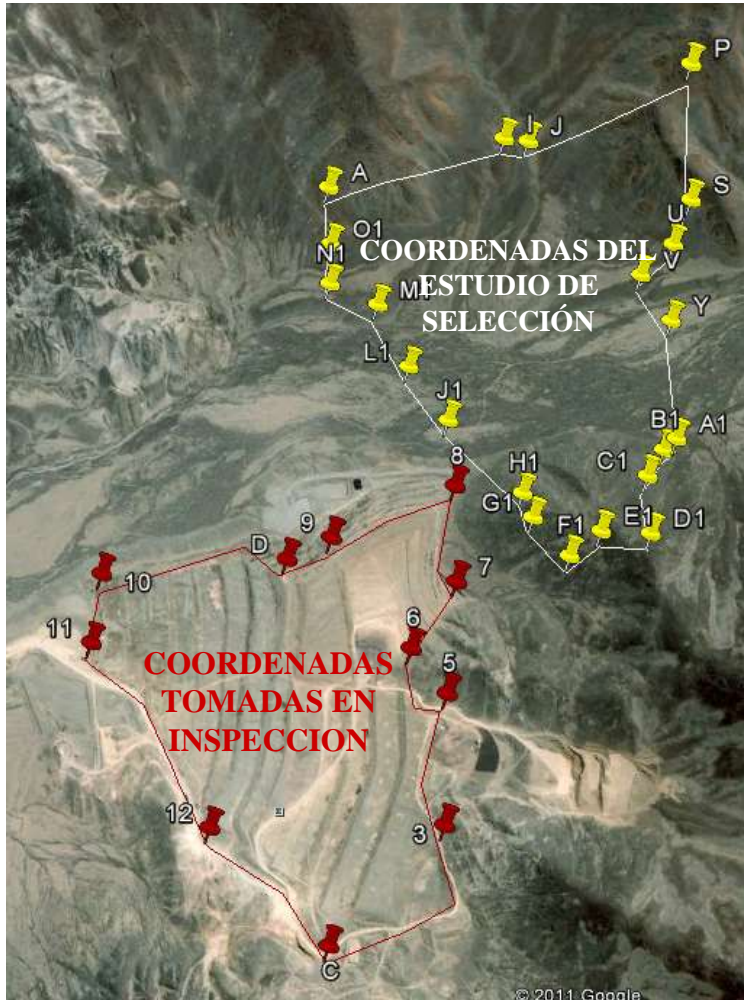 P
I
J
A
S
O1
U
COORDENADAS DEL
N1
V
ESTUDIO DE
M1
Y
SELECCIÓN
L1
J1
B1
A1
8
C1
H1
G1
9
F1
E1
D1
D
10
7
11
6
COORDENADAS
5
TOMADAS EN
INSPECCION
12
3
C
© 2011 Google